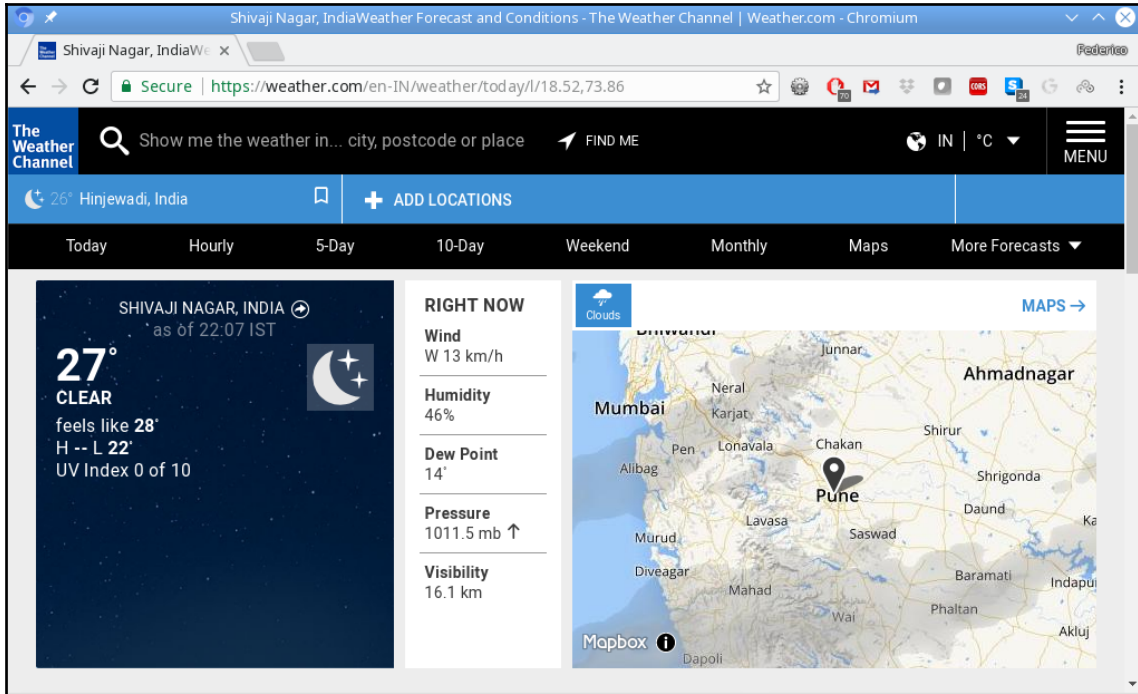 Shivaji Nagar, IndiaWeather Forecast and Conditions - The Weather Channel | Weather.com - Chromium
Shivaji Nagar, IndiaWe
Federico
Secure | https://weather.com/en-IN/weather/today/l/18.52,73.86
70
CORS
S
24
G
The
Weather
Channel
Show me the weather in... city, postcode or place
FIND ME
IN | °C
MENU
26° Hinjewadi, India
ADD LOCATIONS
Today Hourly 5-Day 10-Day Weekend Monthly Maps More Forecasts
SHIVAJI NAGAR, INDIA
as of 22:07 IST
27°
CLEAR
feels like 28°
H -- L 22°
UV Index 0 of 10
RIGHT NOW
Wind
W 13 km/h
Humidity
46%
Dew Point
14°
Pressure
1011.5 mb ↑
Visibility
16.1 km
Clouds
MAPS →
Bhiwandi
Junnar
Ahmadnagar
Neral
Mumbai
Karjat
Shirur
Pen
Lonavala
Chakan
Alibag
Shrigonda
Pune
Daund
Lavasa
Ka
Murud
Saswad
Diveagar
Baramati
Indapu
Mahad
Phaltan
Wai
Akluj
Mapbox
Dapoli